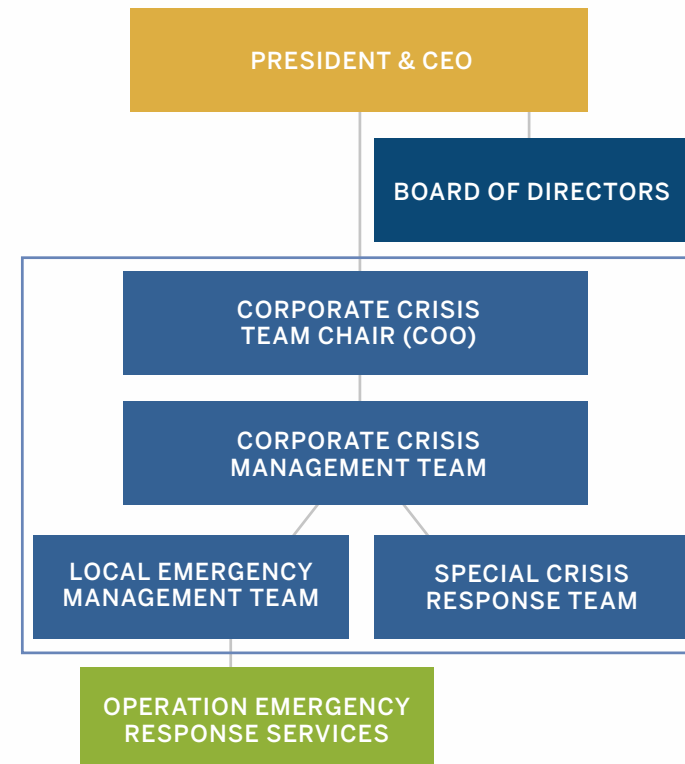 PRESIDENT & CEO
BOARD OF DIRECTORS
CORPORATE CRISIS
TEAM CHAIR (COO)
CORPORATE CRISIS
MANAGEMENT TEAM
LOCAL EMERGENCY
MANAGEMENT TEAM
SPECIAL CRISIS
RESPONSE TEAM
OPERATION EMERGENCY
RESPONSE SERVICES